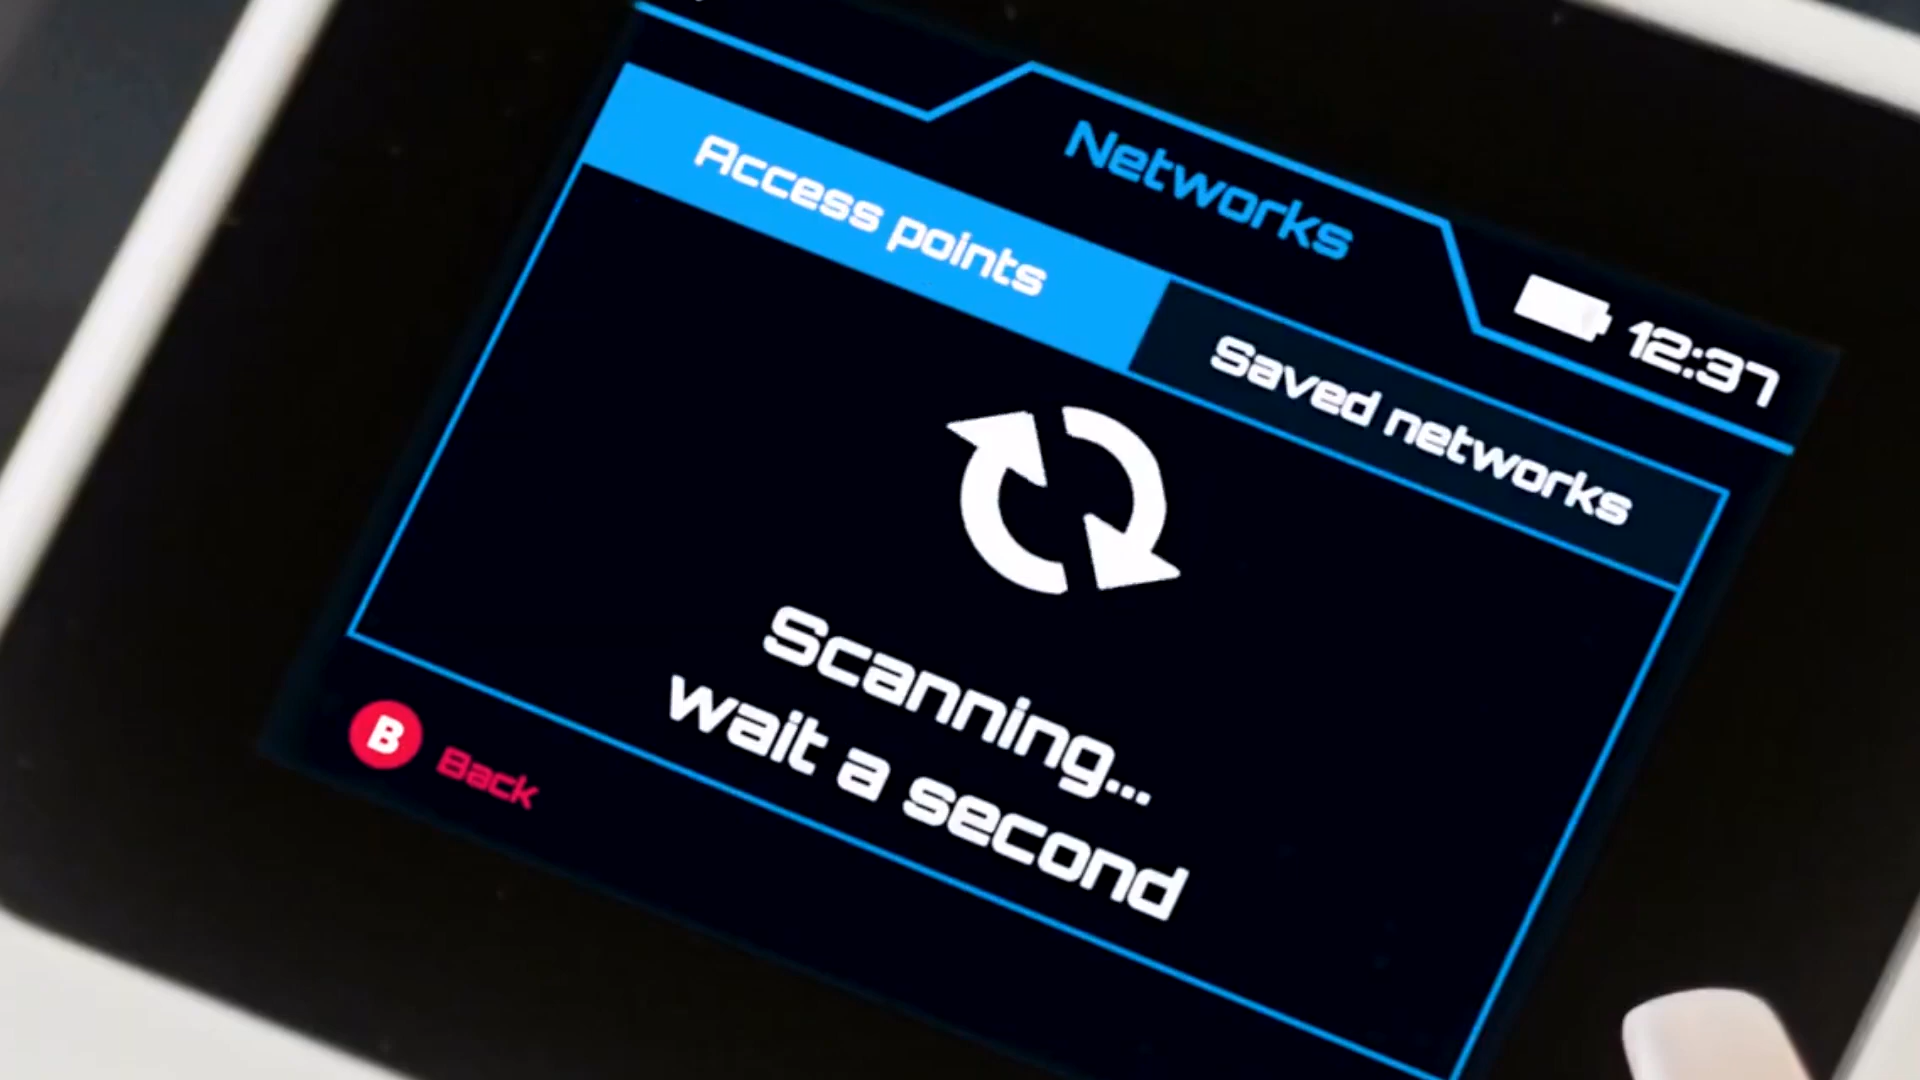 Networks
12:37
Access points
Saved networks
Scanning...
wait a second
B Back